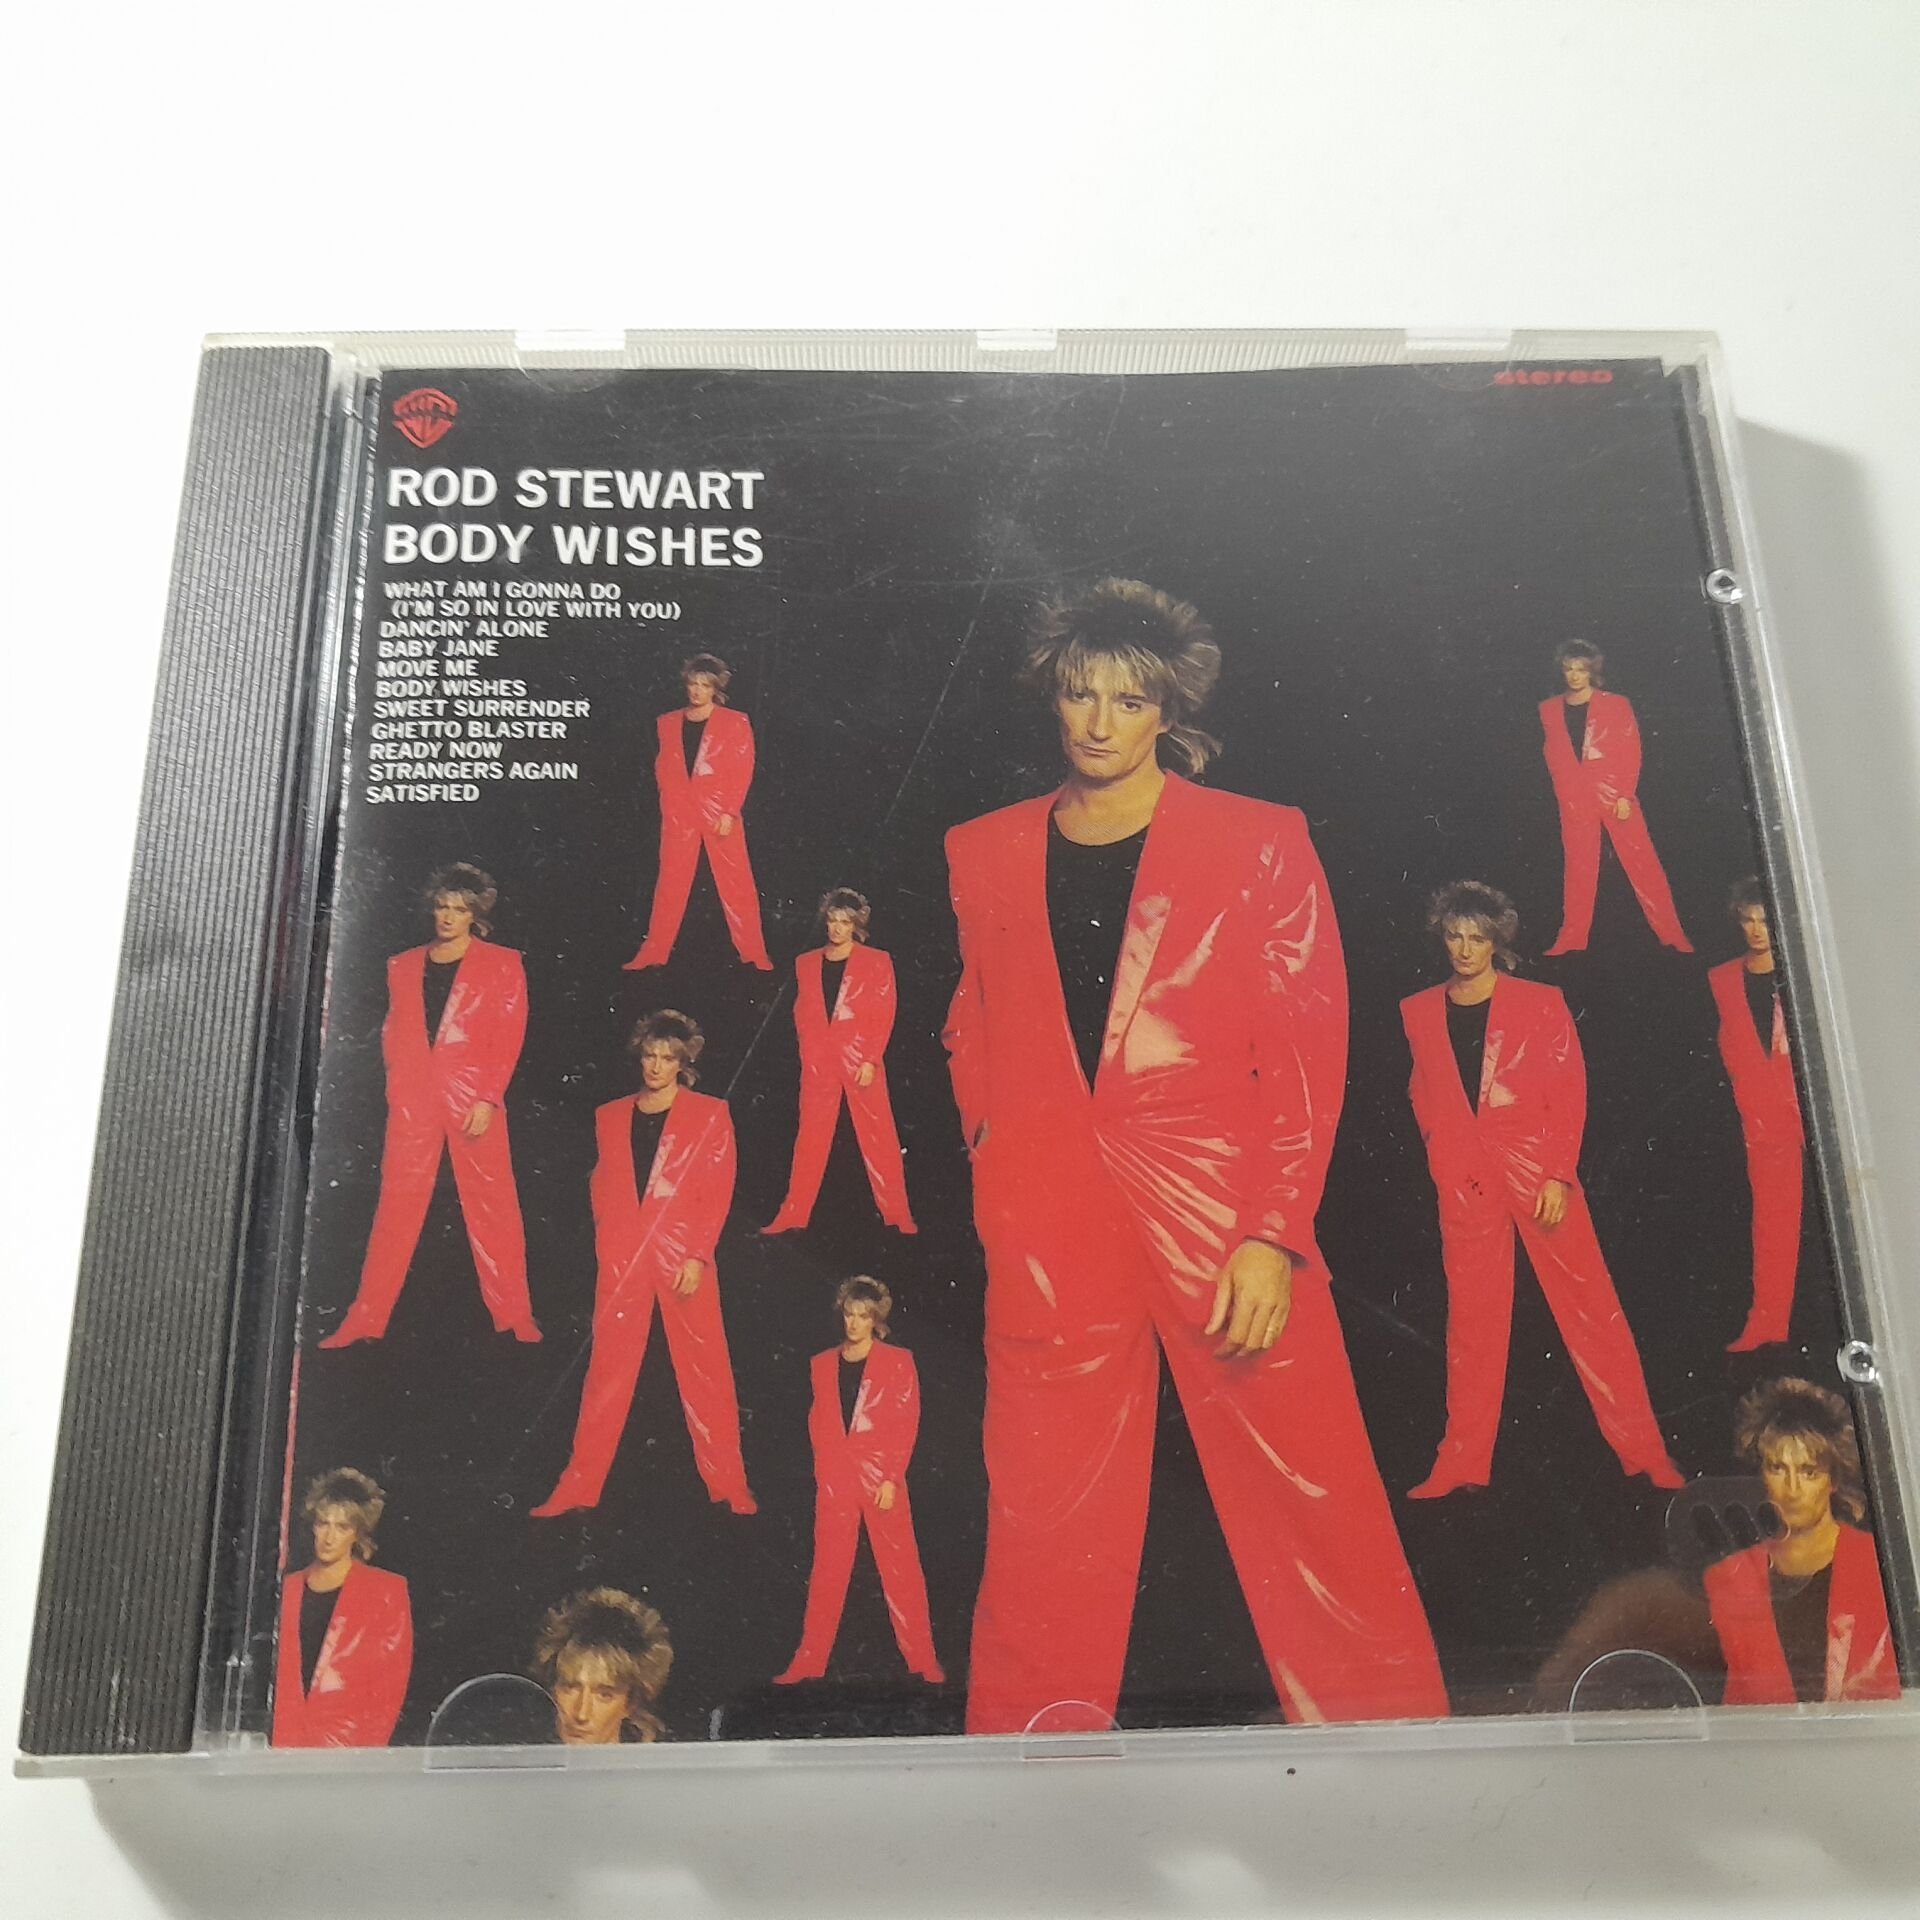 ROD STEWART
BODY WISHES
WHAT AM I GONNA DO
(I'M SO IN LOVE WITH YOU)
DANCIN' ALONE
BABY JANE
MOVE ME
BODY WISHES
SWEET SURRENDER
GHETTO BLASTER
READY NOW
STRANGERS AGAIN
SATISFIED
stereo